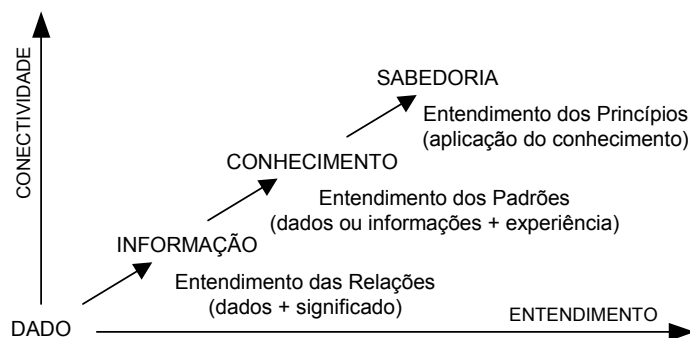 CONECTIVIDADE
SABEDORIA
Entendimento dos Princípios
(aplicação do conhecimento)
CONHECIMENTO
Entendimento dos Padrões
(dados ou informações + experiência)
INFORMAÇÃO
Entendimento das Relações
(dados + significado)
ENTENDIMENTO
DADO